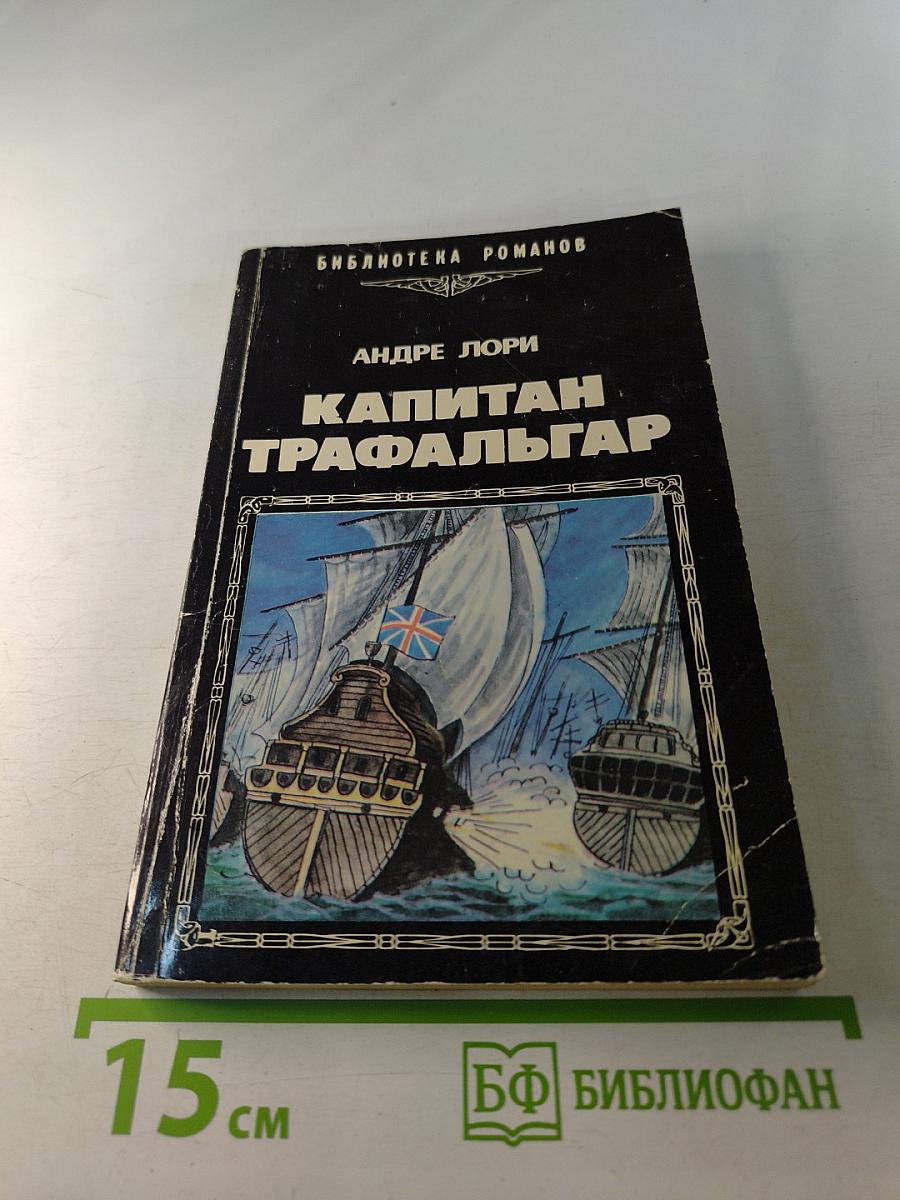 БИБЛИОТЕКА РОМАНОВ
АНДРЕ ЛОРИ
КАПИТАН
ТРАФАЛЬГАР
15 см
БФ БИБЛИОФАН